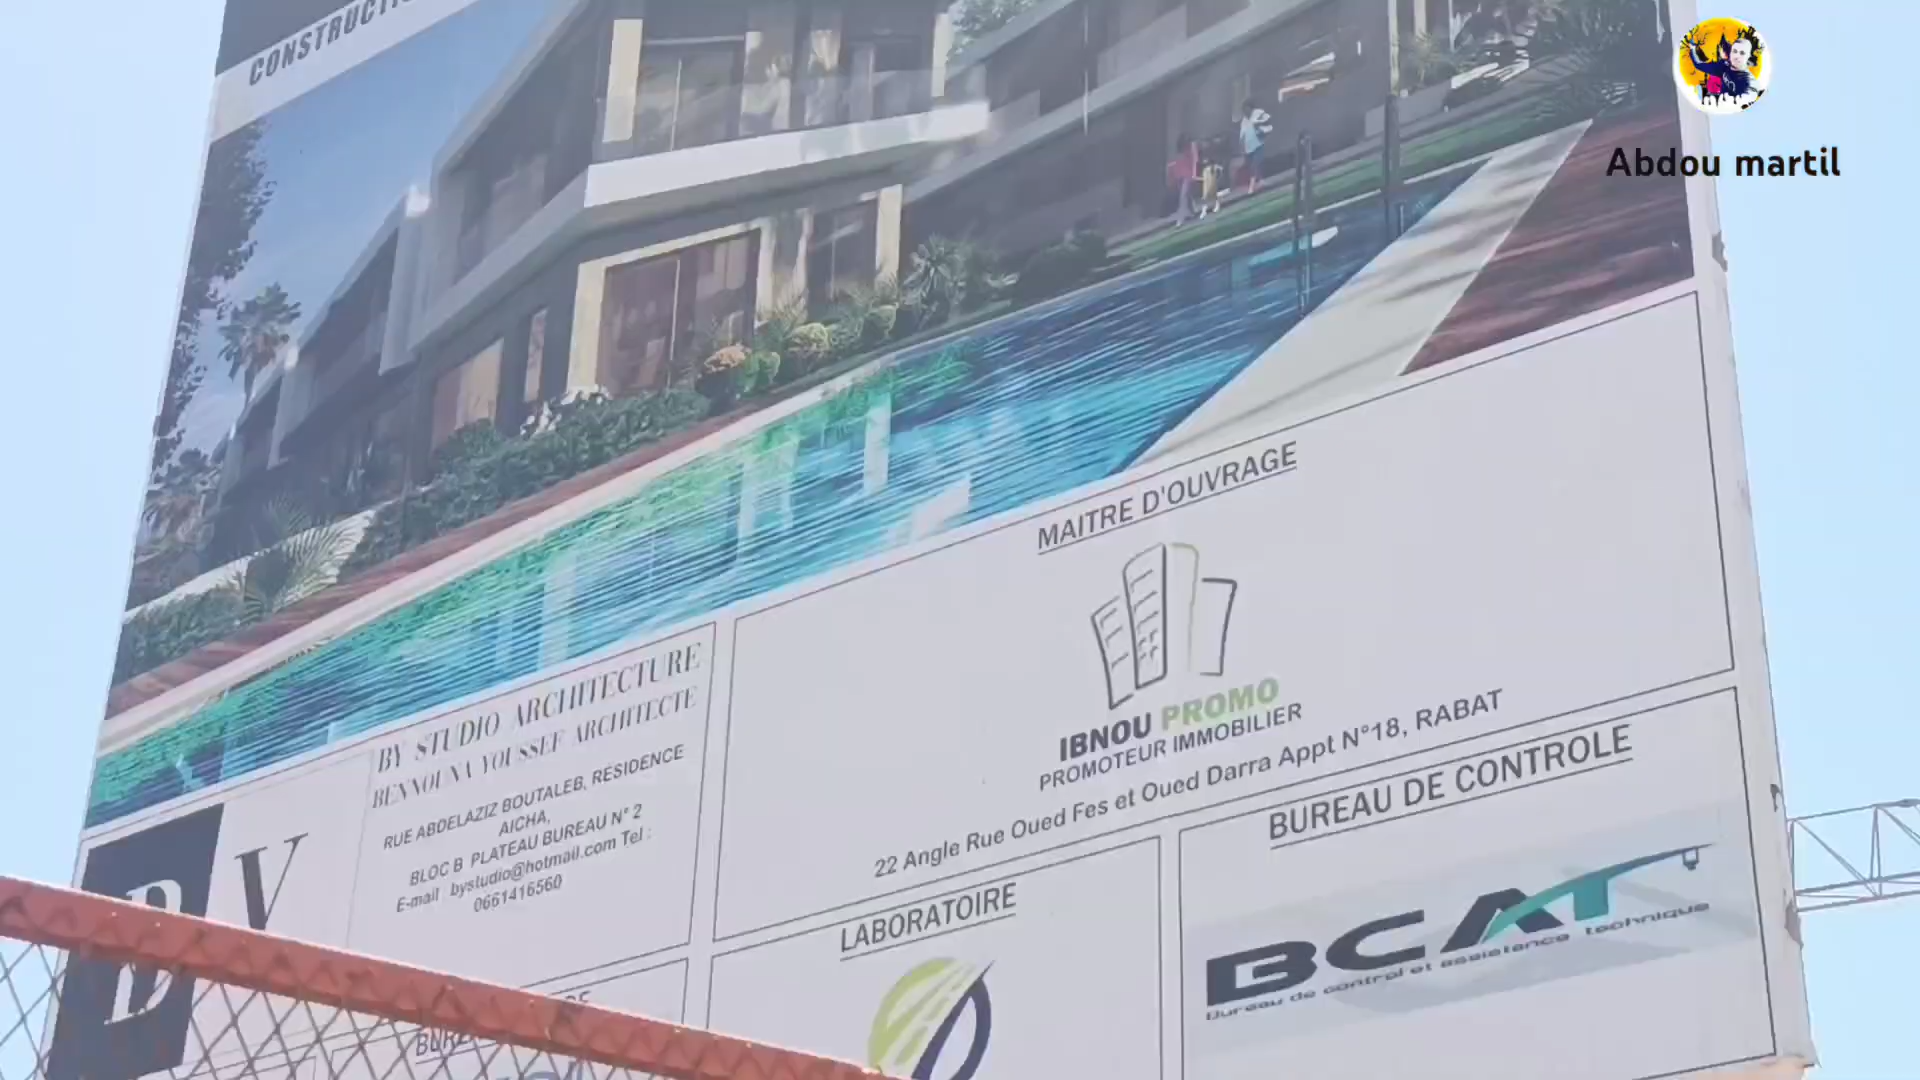 Abdou martil
MAITRE D'OUVRAGE
IBNOU PROMO
PROMOTEUR IMMOBILIER
22 Angle Rue Oued Fes et Oued Darra Appt N°18, RABAT
BY STUDIO ARCHITECTURE
BENNOUNA YOUSSEF ARCHITECTE
RUE ABDELAZIZ BOUTALEB, RESIDENCE
AICHA,
BLOC B PLATEAU BUREAU N° 2
E-mail : bystudio@hotmail.com Tel :
0661416560
BUREAU DE CONTROLE
BCAT
Bureau de control et assistance technique
LABORATOIRE